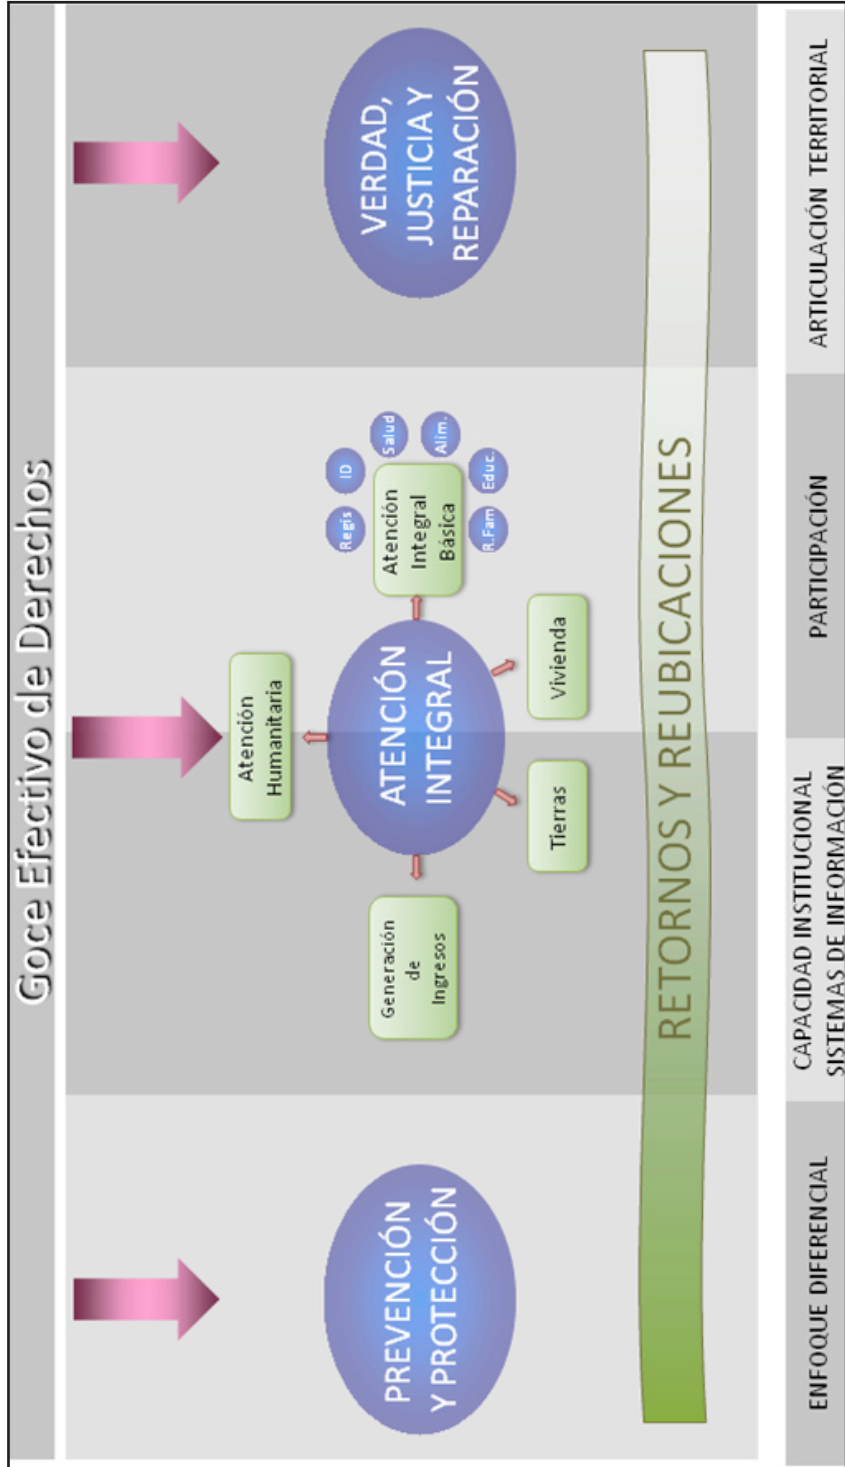 Goce Efectivo de Derechos
PREVENCIÓN
Y PROTECCIÓN
Atención
Humanitaria
ATENCIÓN
INTEGRAL
Generación
de
Ingresos
Tierras
Vivienda
Atención
Integral
Básica
Regis
ID
Salud
Alim.
Educ.
R.Fam
VERDAD,
JUSTICIA Y
REPARACIÓN
RETORNOS Y REUBICACIONES
ENFOQUE DIFERENCIAL
CAPACIDAD INSTITUCIONAL
SISTEMAS DE INFORMACIÓN
PARTICIPACIÓN
ARTICULACIÓN TERRITORIAL